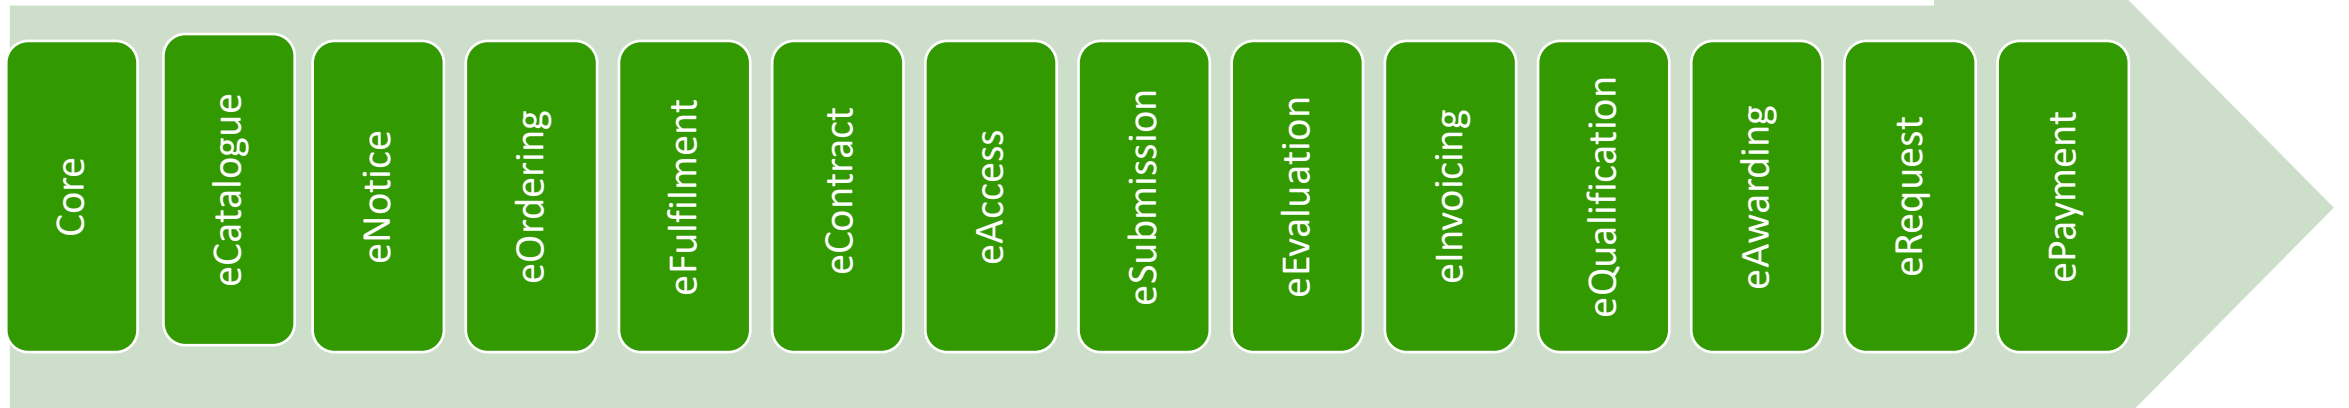 Core
eCatalogue
eNotice
eOrdering
eFulfilment
eContract
eAccess
eSubmission
eEvaluation
eInvoicing
eQualification
eAwarding
eRequest
ePayment